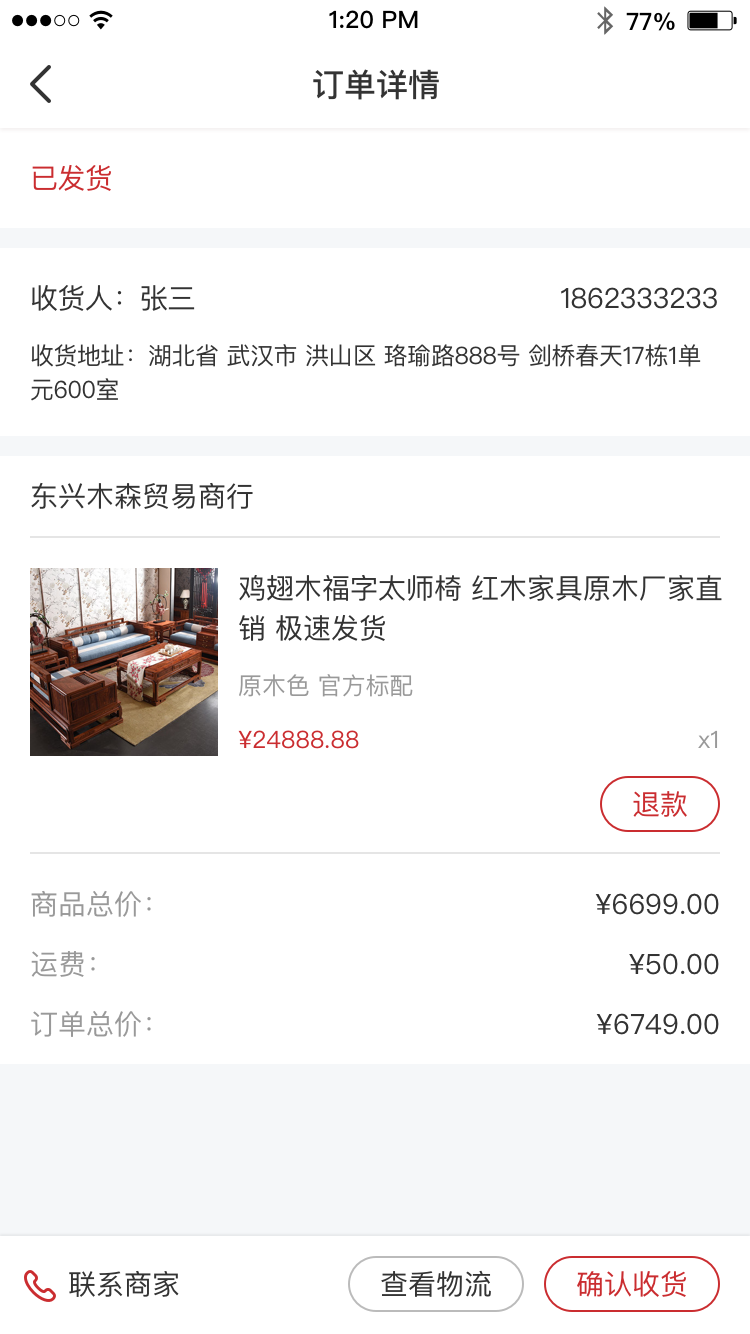 1:20 PM 77%
订单详情
已发货
收货人：张三 1862333233
收货地址：湖北省 武汉市 洪山区 珞瑜路888号 剑桥春天17栋1单
元600室
东兴木森贸易商行
鸡翅木福字太师椅 红木家具原木厂家直
销 极速发货
原木色 官方标配
¥24888.88 x1
退款
商品总价： ¥6699.00
运费： ¥50.00
订单总价： ¥6749.00
联系商家 查看物流 确认收货